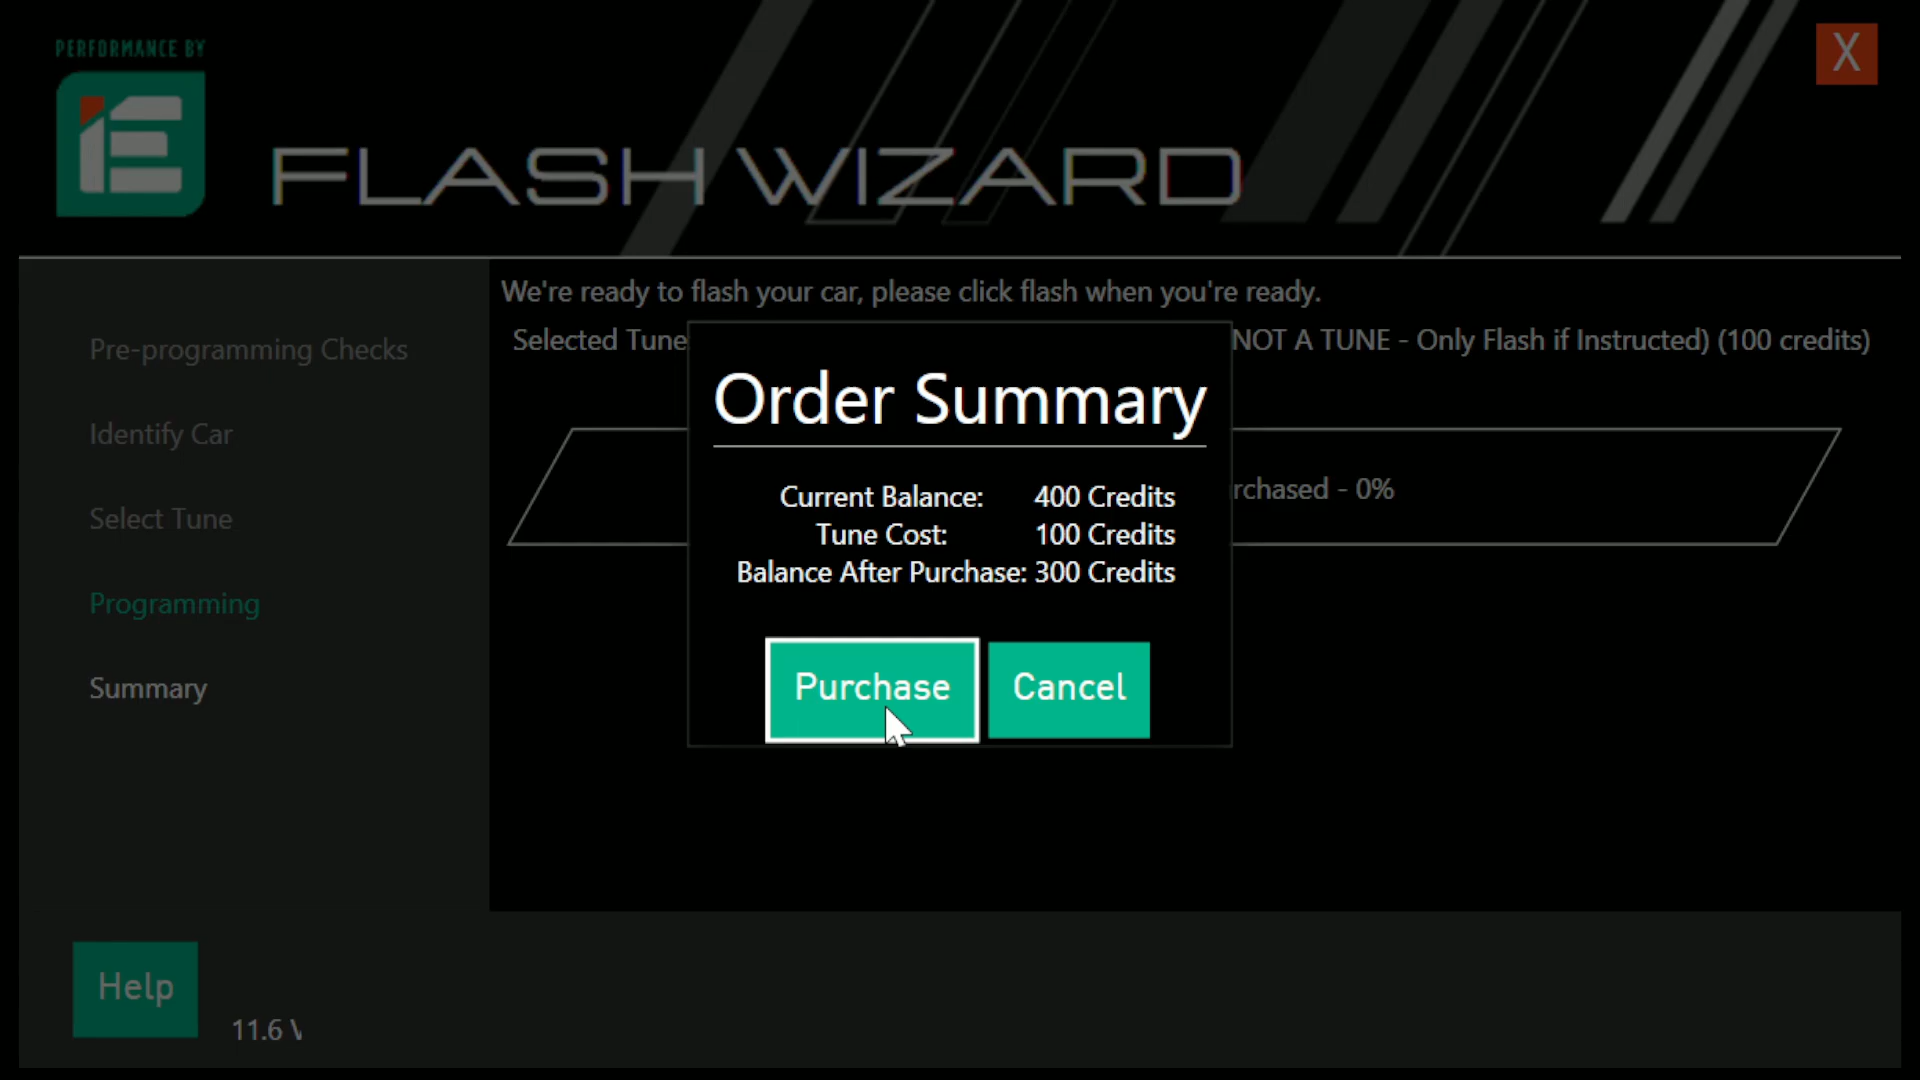 PERFORMANCE BY
iE
FLASH WIZARD
X
We're ready to flash your car, please click flash when you're ready.
Selected Tune NOT A TUNE - Only Flash if Instructed) (100 credits)
Pre-programming Checks
Identify Car
Select Tune
Programming
Summary
rchased - 0%
Order Summary
Current Balance: 400 Credits
Tune Cost: 100 Credits
Balance After Purchase: 300 Credits
Purchase
Cancel
Help
11.6 V